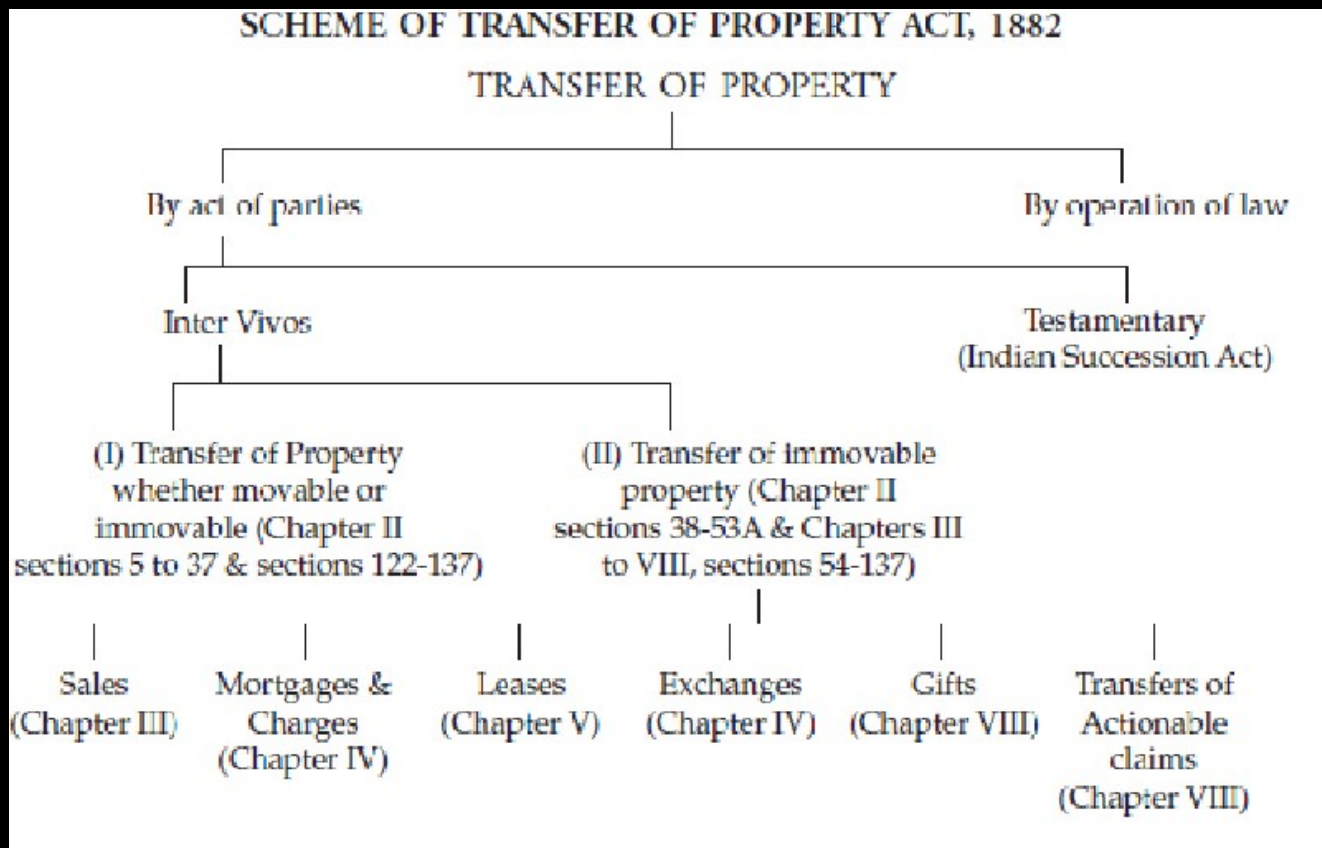 SCHEME OF TRANSFER OF PROPERTY ACT, 1882
TRANSFER OF PROPERTY
By act of parties
By operation of law
Inter Vivos
Testamentary
(Indian Succession Act)
(I) Transfer of Property
whether movable or
immovable (Chapter II
sections 5 to 37 & sections 122-137)
(II) Transfer of immovable
property (Chapter II
sections 38-53A & Chapters III
to VIII, sections 54-137)
Sales
(Chapter III)
Mortgages &
Charges
(Chapter IV)
Leases
(Chapter V)
Exchanges
(Chapter IV)
Gifts
(Chapter VIII)
Transfers of
Actionable
claims
(Chapter VIII)